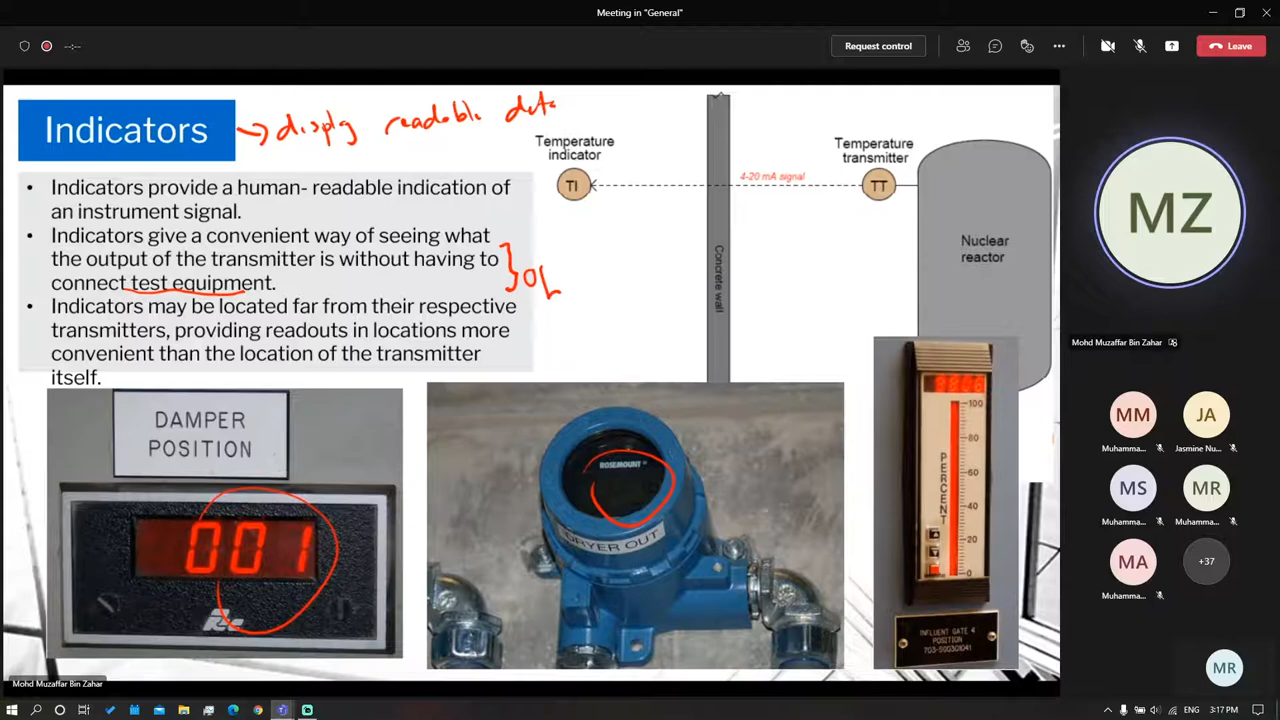 Meeting in "General"
--:--
Request control
Leave
Indicators
→ display readable data
Indicators provide a human- readable indication of
an instrument signal.
Indicators give a convenient way of seeing what
the output of the transmitter is without having to
connect test equipment.
Indicators may be located far from their respective
transmitters, providing readouts in locations more
convenient than the location of the transmitter
itself.
Temperature
indicator
TI
4-20 mA signal
Temperature
transmitter
TT
Concrete wall
Nuclear
reactor
DAMPER
POSITION
001
ROSEMOUNT
DRYER OUT
100
80
60
40
20
0
PERCENT
INFLUENT GATE 4
POSITION
MZ
Mohd Muzaffar Bin Zahar
MM
Muhamma...
JA
Jasmine Nu...
MS
Muhamma...
MR
Muhamma...
MA
Muhamma...
+37
MR
Mohd Muzaffar Bin Zahar
ENG
3:17 PM